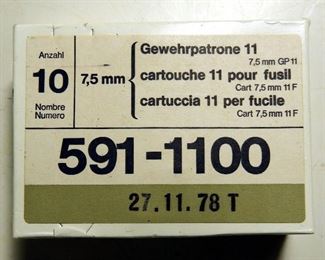 Anzahl
10
Nombre
Numero
7,5 mm
Gewehrpatrone 11
7,5 mm GP 11
cartouche 11 pour fusil
Cart 7,5 mm 11 F
cartuccia 11 per fucile
Cart 7,5 mm 11 F
591-1100
27.11.78 T